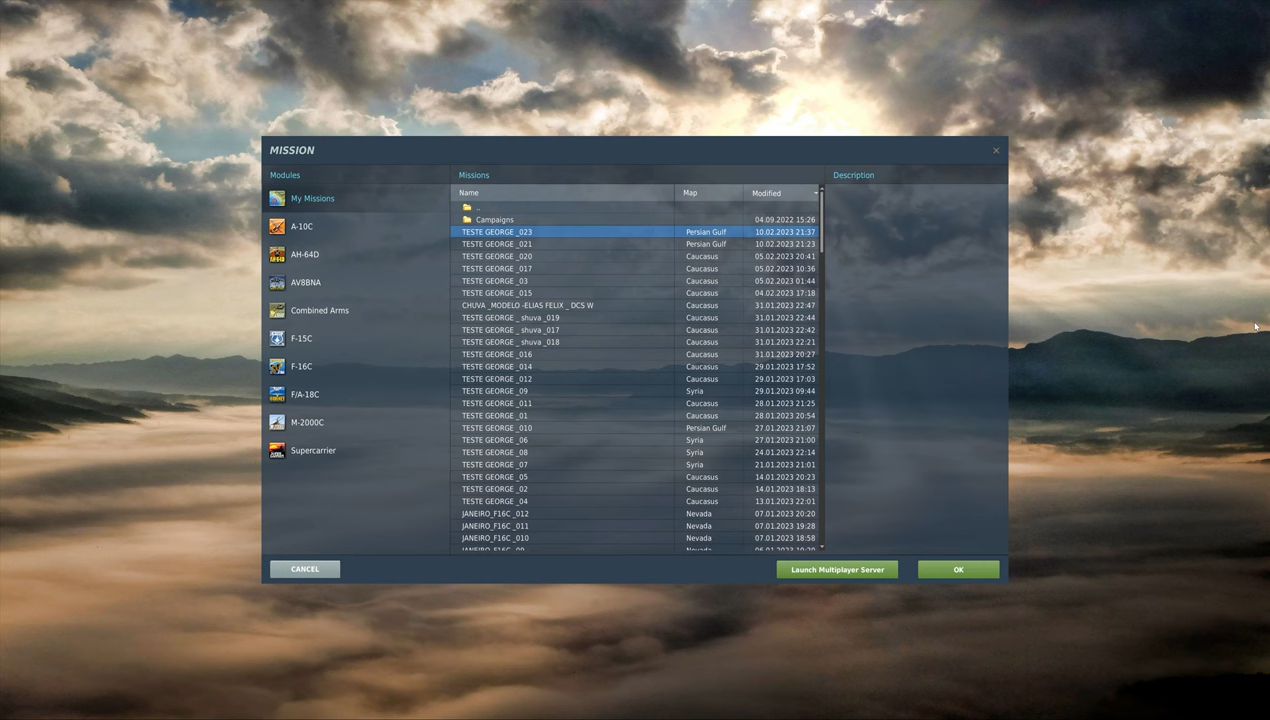 MISSION
Modules
Missions
Description
My Missions
A-10C
AH-64D
AV8BNA
Combined Arms
F-15C
F-16C
F/A-18C
M-2000C
Supercarrier
Name Map Modified
..
Campaigns 04.09.2022 15:26
TESTE GEORGE _023 Persian Gulf 10.02.2023 21:37
TESTE GEORGE _021 Persian Gulf 10.02.2023 21:23
TESTE GEORGE _020 Caucasus 05.02.2023 20:41
TESTE GEORGE _017 Caucasus 05.02.2023 10:36
TESTE GEORGE _03 Caucasus 05.02.2023 01:44
TESTE GEORGE _015 Caucasus 04.02.2023 17:18
CHUVA _MODELO -ELIAS FELIX _ DCS W Caucasus 31.01.2023 22:47
TESTE GEORGE _ shuva _019 Caucasus 31.01.2023 22:44
TESTE GEORGE _ shuva _017 Caucasus 31.01.2023 22:42
TESTE GEORGE _ shuva _018 Caucasus 31.01.2023 22:21
TESTE GEORGE _016 Caucasus 31.01.2023 20:27
TESTE GEORGE _014 Caucasus 29.01.2023 17:52
TESTE GEORGE _012 Caucasus 29.01.2023 17:03
TESTE GEORGE _09 Syria 29.01.2023 09:44
TESTE GEORGE _011 Caucasus 28.01.2023 21:25
TESTE GEORGE _01 Caucasus 28.01.2023 20:54
TESTE GEORGE _010 Persian Gulf 27.01.2023 21:07
TESTE GEORGE _06 Syria 27.01.2023 21:00
TESTE GEORGE _08 Syria 24.01.2023 22:14
TESTE GEORGE _07 Syria 21.01.2023 21:01
TESTE GEORGE _05 Caucasus 14.01.2023 20:23
TESTE GEORGE _02 Caucasus 14.01.2023 18:13
TESTE GEORGE _04 Caucasus 13.01.2023 22:01
JANEIRO_F16C _012 Nevada 07.01.2023 20:20
JANEIRO_F16C _011 Nevada 07.01.2023 19:28
JANEIRO_F16C _010 Nevada 07.01.2023 18:58
CANCEL
Launch Multiplayer Server
OK